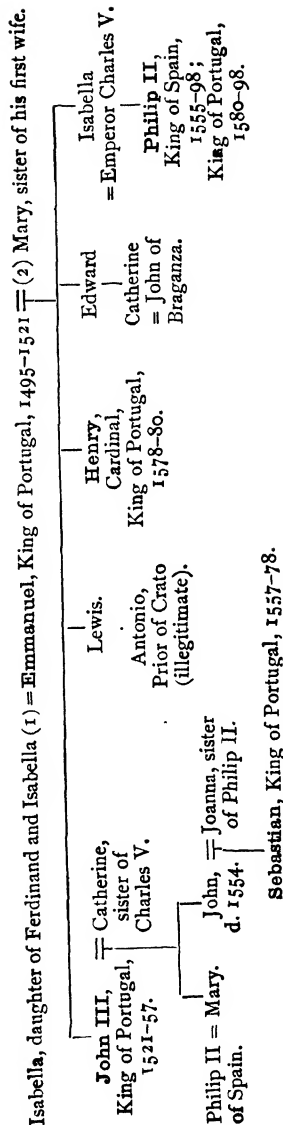 Isabella, daughter of Ferdinand and Isabella (1) = Emmanuel, King of Portugal, 1495-1521 = (2) Mary, sister of his first wife.
John III,
King of Portugal,
1521-57.
= Catherine,
sister of
Charles V.
Lewis.
Antonio,
Prior of Crato
(illegitimate).
Henry,
Cardinal,
King of Portugal,
1578-80.
Edward
Catherine
= John of
Braganza.
Isabella
= Emperor Charles V.
Philip II,
King of Spain,
1555-98;
King of Portugal,
1580-98.
Philip II = Mary.
of Spain.
John,
d. 1554.
= Joanna, sister
of Philip II.
Sebastian, King of Portugal, 1557-78.